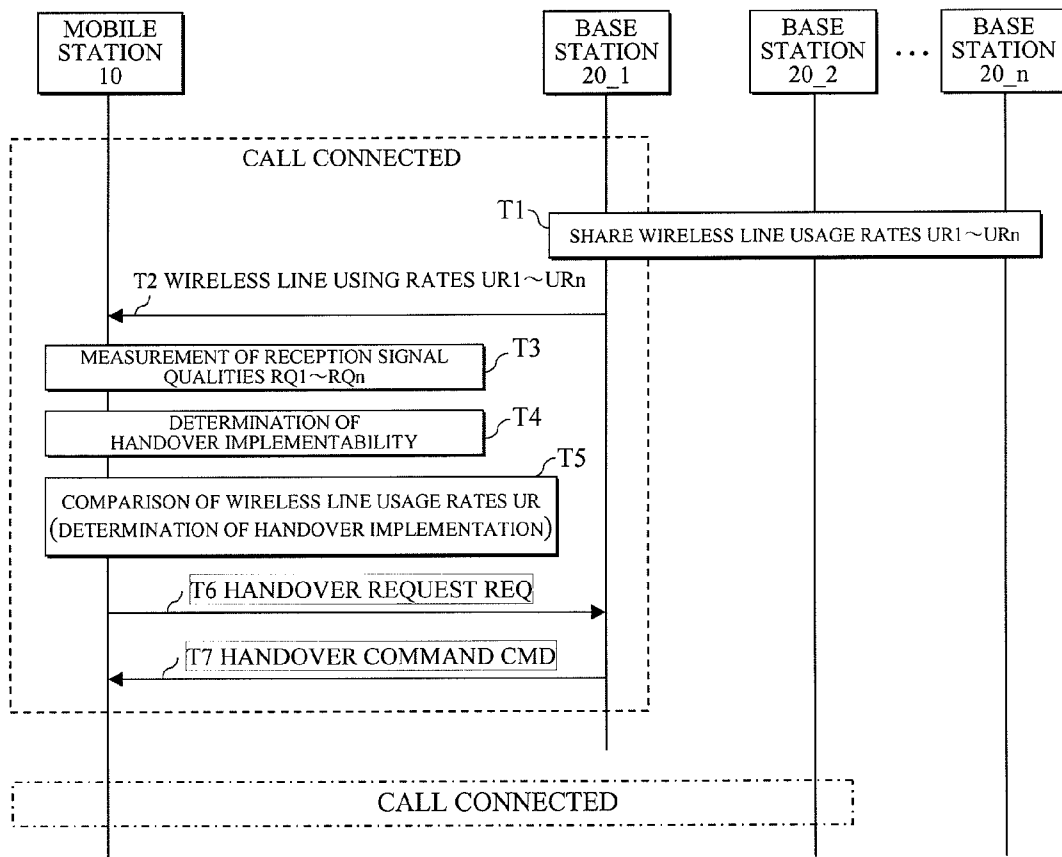 MOBILE
STATION
10
BASE
STATION
20_1
BASE
STATION
20_2
...
BASE
STATION
20_n
CALL CONNECTED
T1
SHARE WIRELESS LINE USAGE RATES UR1~URn
T2 WIRELESS LINE USING RATES UR1~URn
MEASUREMENT OF RECEPTION SIGNAL
QUALITIES RQ1~RQn
T3
DETERMINATION OF
HANDOVER IMPLEMENTABILITY
T4
T5
COMPARISON OF WIRELESS LINE USAGE RATES UR
(DETERMINATION OF HANDOVER IMPLEMENTATION)
T6 HANDOVER REQUEST REQ
T7 HANDOVER COMMAND CMD
CALL CONNECTED